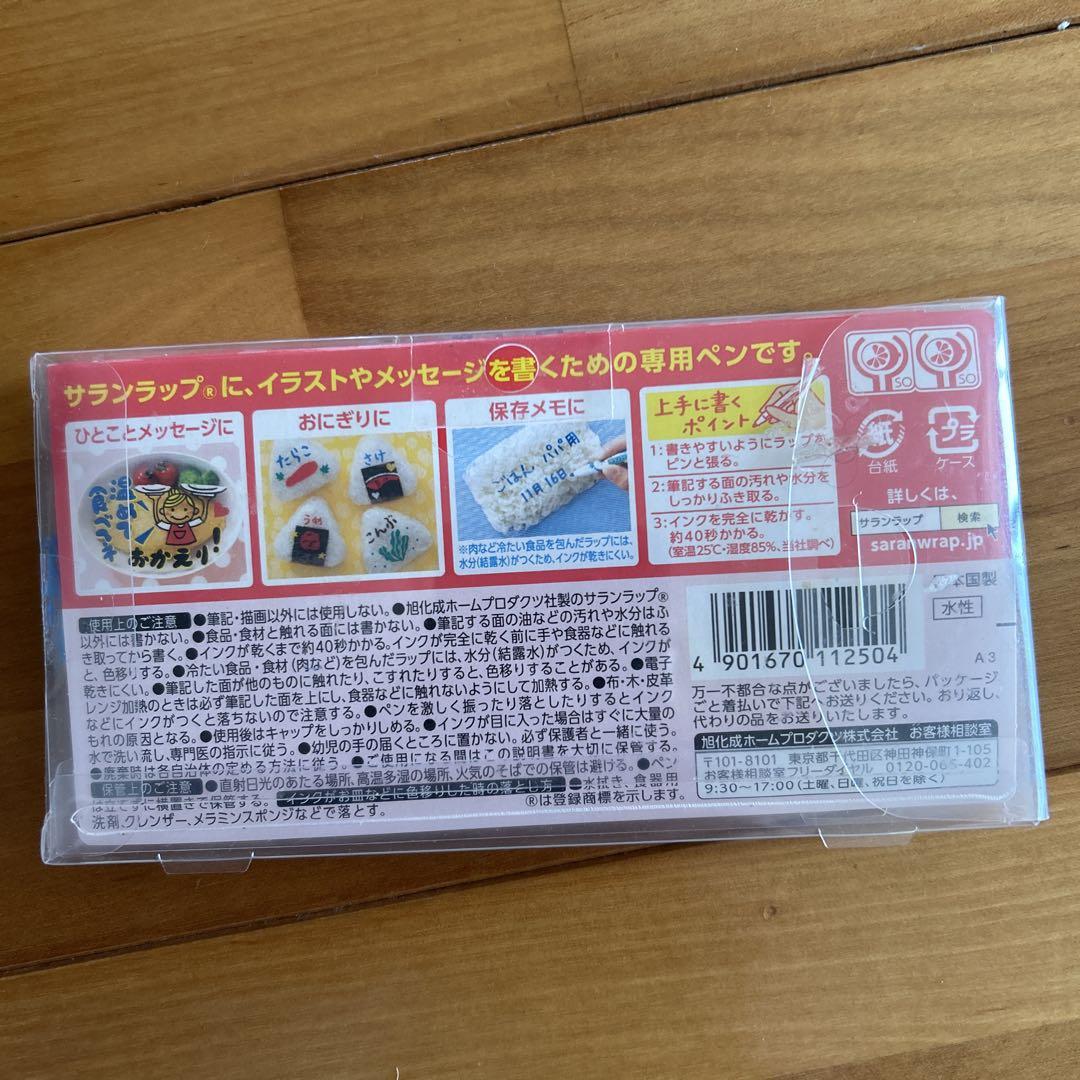 サランラップ®に、イラストやメッセージを書くための専用ペンです。
ひとことメッセージに
おかえり!
おにぎりに
たらこ
さけ
うめ
こんぶ
保存メモに
ごはん パパ用
11月16日
※肉など冷たい食品を包んだラップには、
水分(結露水)がつくため、インクが乾きにくい。
上手に書く
ポイント
1:書きやすいようにラップを
ピンと張る。
2:筆記する面の汚れや水分を
しっかりふき取る。
3:インクを完全に乾かす。
約40秒かかる。
(室温25℃・湿度85%、当社調べ)
SO SO
紙
台紙
プラ
ケース
詳しくは、
サランラップ 検索
saranwrap.jp
使用上のご注意 ●筆記・描画以外には使用しない。●旭化成ホームプロダクツ社製のサランラップ®
以外には書かない。●食品・食材と触れる面には書かない。●筆記する面の油などの汚れや水分はふ
き取ってから書く。●インクが乾くまで約40秒かかる。インクが完全に乾く前に手や食器などに触れる
と、色移りする。●冷たい食品・食材(肉など)を包んだラップには、水分(結露水)がつくため、インクが
乾きにくい。●筆記した面が他のものに触れたり、こすれたりすると、色移りすることがある。●電子
レンジ加熱のときは必ず筆記した面を上にし、食器などに触れないようにして加熱する。●布・木・皮革
などにインクがつくと落ちないので注意する。●ペンを激しく振ったり落としたりするとインク
もれの原因となる。●使用後はキャップをしっかりしめる。●インクが目に入った場合はすぐに大量の
水で洗い流し、専門医の指示に従う。●幼児の手の届くところに置かない。必ず保護者と一緒に使う。
●廃棄時は各自治体の定める方法に従う。●ご使用になる間はこの説明書を大切に保管する。
保管上のご注意 ●直射日光のあたる場所、高温多湿の場所、火気のそばでの保管は避ける。●ペン
は立てずに横置きで保管する。 インクがお皿などに色移りした時の落とし方 ●水拭き、食器用
洗剤、クレンザー、メラミンスポンジなどで落とす。 ®は登録商標を示します。
本国製
水性
4 901670 112504
A3
万一不都合な点がございましたら、パッケージ
ごと着払いで下記へお送りください。おり返し、
代わりの品をお送りいたします。
旭化成ホームプロダクツ株式会社 お客様相談室
〒101-8101 東京都千代田区神田神保町1-105
お客様相談室フリーダイヤル 0120-065-402
9:30〜17:00(土曜、日曜、祝日を除く)